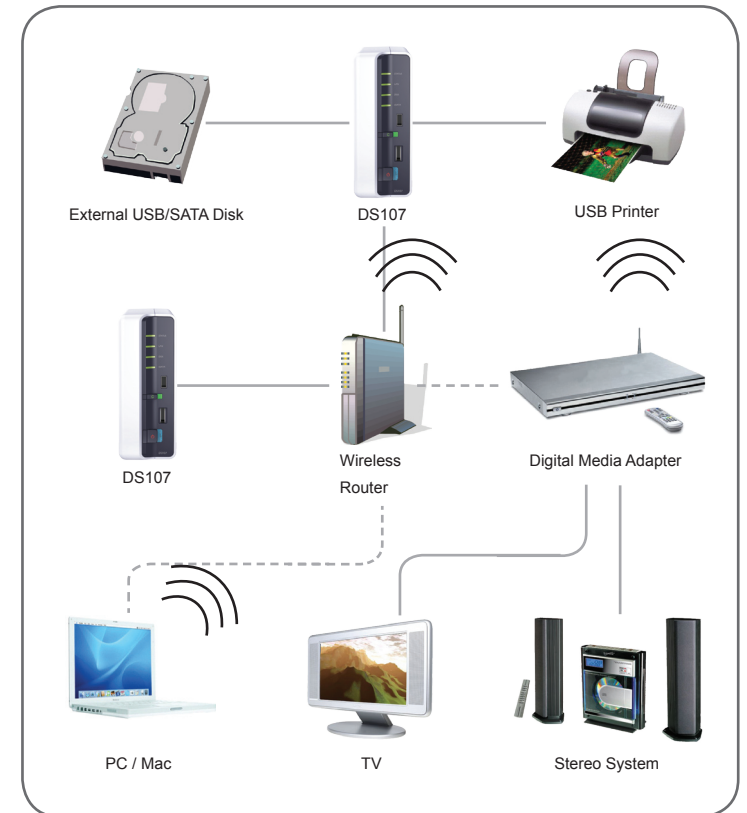 External USB/SATA Disk
DS107
USB Printer
DS107
Wireless
Router
Digital Media Adapter
PC / Mac
TV
Stereo System